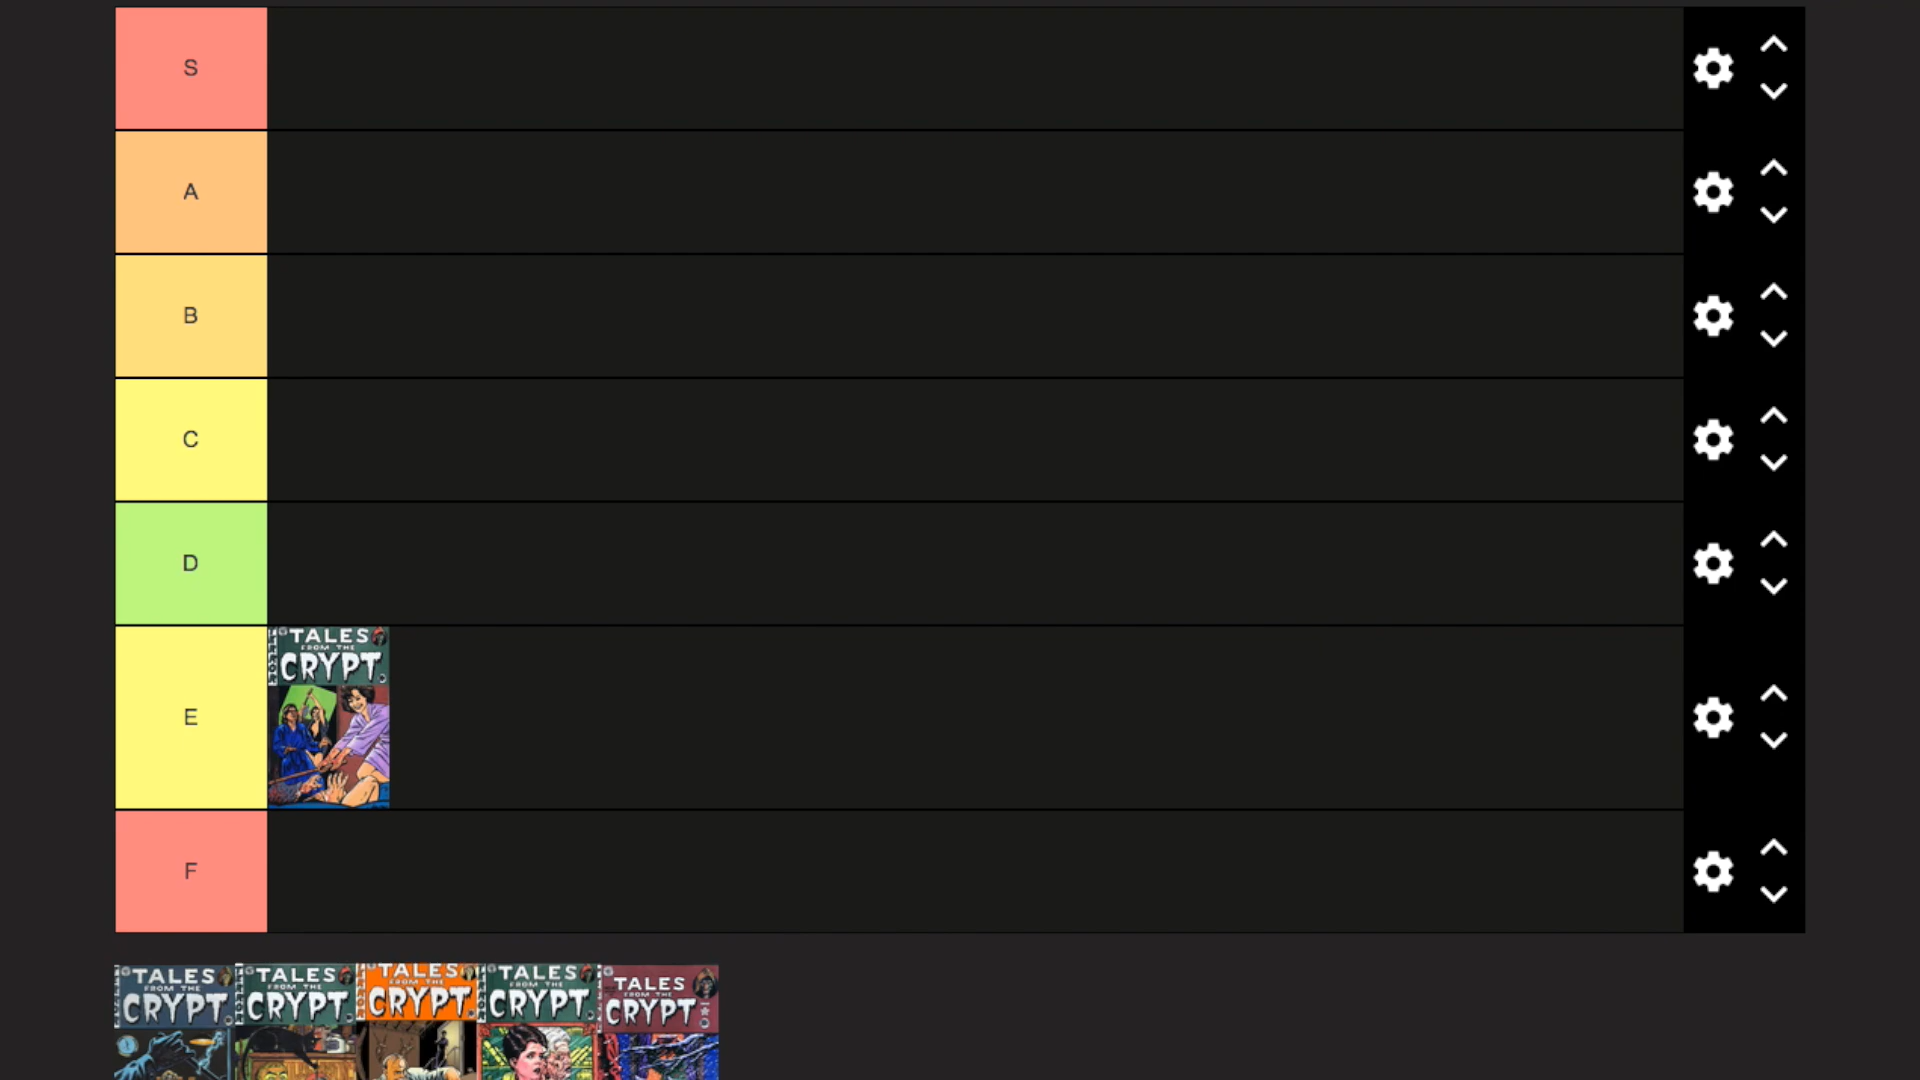 S
A
B
C
D
E
TALES
FROM THE
CRYPT
F
TALES
FROM THE
CRYPT
TALES
FROM THE
CRYPT
TALES
FROM THE
CRYPT
TALES
FROM THE
CRYPT
TALES
FROM THE
CRYPT